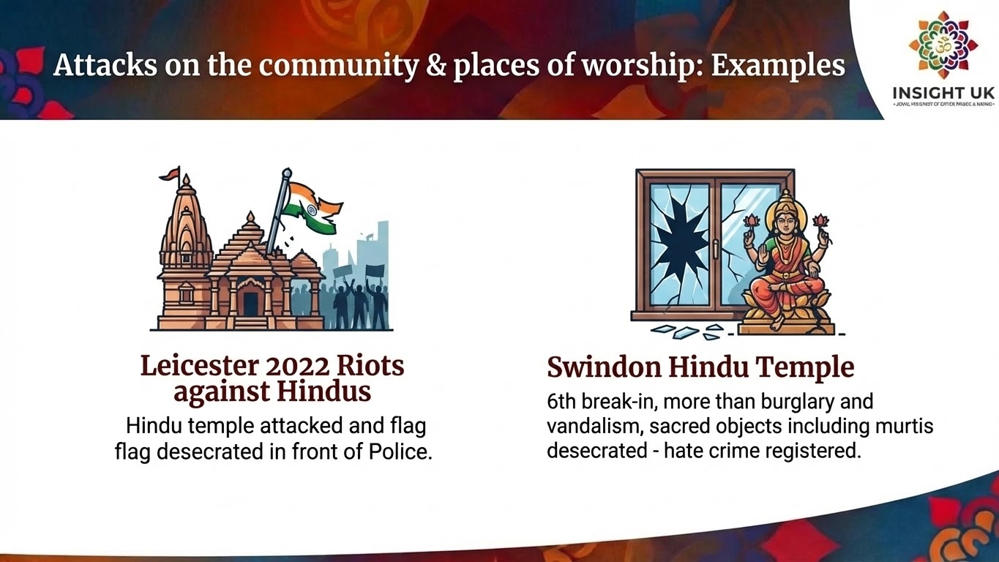 Attacks on the community & places of worship: Examples
INSIGHT UK
Leicester 2022 Riots
against Hindus
Hindu temple attacked and flag
flag desecrated in front of Police.
Swindon Hindu Temple
6th break-in, more than burglary and
vandalism, sacred objects including murtis
desecrated - hate crime registered.